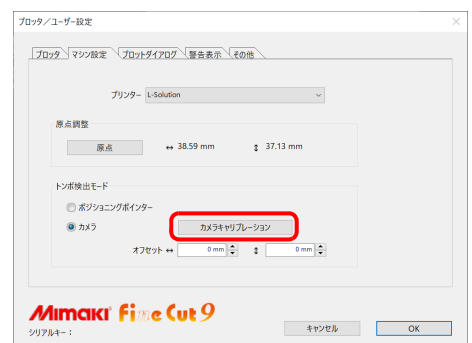 プロッタ／ユーザー設定
プロッタ マシン設定 プロットダイアログ 警告表示 その他
プリンター L-Solution
原点調整
原点 ↔ 38.59 mm ↕ 37.13 mm
トンボ検出モード
ポジショニングポインター
カメラ カメラキャリブレーション
オフセット ↔ 0 mm ↕ 0 mm
Mimaki Fine Cut 9
シリアルキー：
キャンセル OK